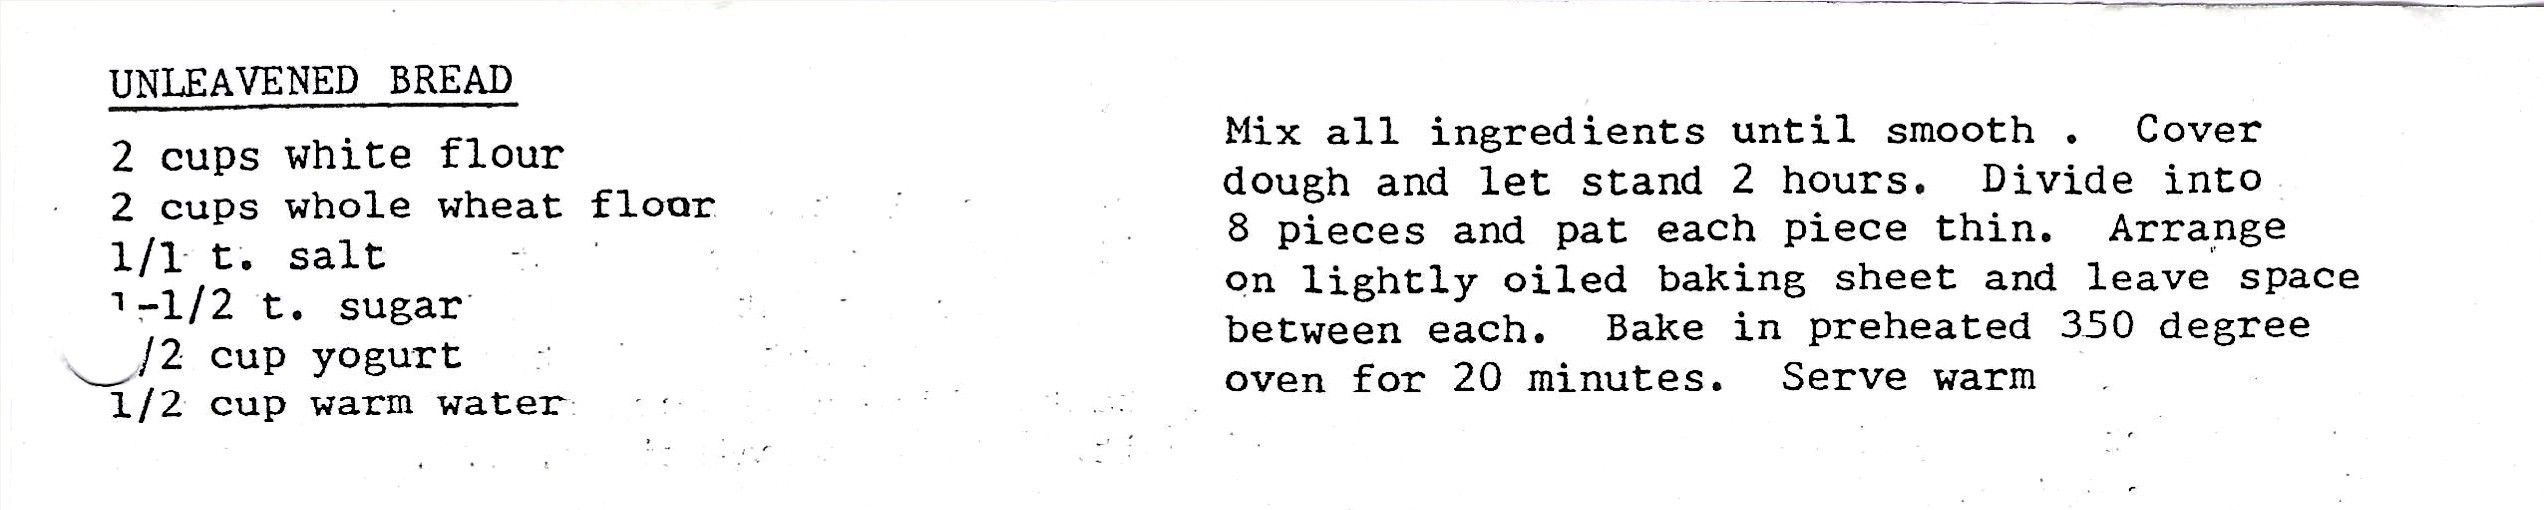 UNLEAVENED BREAD
2 cups white flour
2 cups whole wheat flour
1/1 t. salt
1-1/2 t. sugar
/2 cup yogurt
1/2 cup warm water
Mix all ingredients until smooth . Cover
dough and let stand 2 hours. Divide into
8 pieces and pat each piece thin. Arrange
on lightly oiled baking sheet and leave space
between each. Bake in preheated 350 degree
oven for 20 minutes. Serve warm